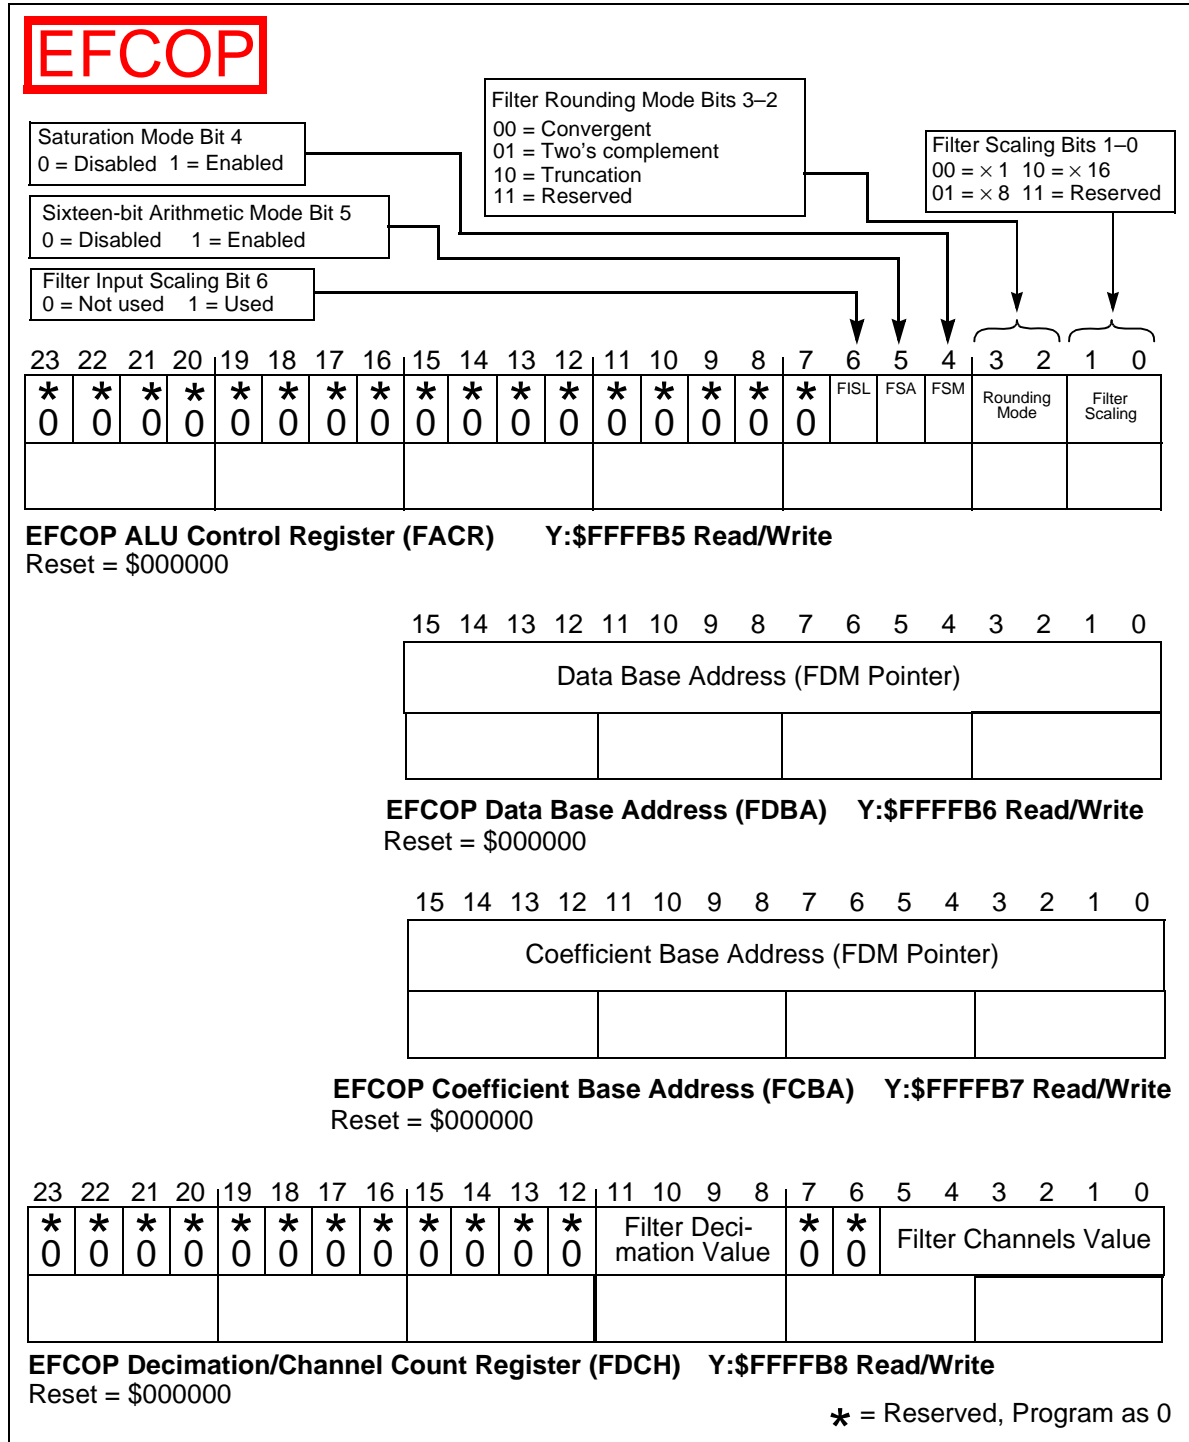 EFCOP
Filter Rounding Mode Bits 3–2
00 = Convergent
01 = Two's complement
10 = Truncation
11 = Reserved
Saturation Mode Bit 4
0 = Disabled 1 = Enabled
Filter Scaling Bits 1–0
00 = × 1 10 = × 16
01 = × 8 11 = Reserved
Sixteen-bit Arithmetic Mode Bit 5
0 = Disabled 1 = Enabled
Filter Input Scaling Bit 6
0 = Not used 1 = Used
23 22 21 20 19 18 17 16 15 14 13 12 11 10 9 8 7 6 5 4 3 2 1 0
* * * * * * * * * * * * * * * * * FISL FSA FSM Rounding Filter
0 0 0 0 0 0 0 0 0 0 0 0 0 0 0 0 0 Mode Scaling
EFCOP ALU Control Register (FACR) Y:$FFFFB5 Read/Write
Reset = $000000
15 14 13 12 11 10 9 8 7 6 5 4 3 2 1 0
Data Base Address (FDM Pointer)
EFCOP Data Base Address (FDBA) Y:$FFFFB6 Read/Write
Reset = $000000
15 14 13 12 11 10 9 8 7 6 5 4 3 2 1 0
Coefficient Base Address (FDM Pointer)
EFCOP Coefficient Base Address (FCBA) Y:$FFFFB7 Read/Write
Reset = $000000
23 22 21 20 19 18 17 16 15 14 13 12 11 10 9 8 7 6 5 4 3 2 1 0
* * * * * * * * * * * * Filter Deci- * * Filter Channels Value
0 0 0 0 0 0 0 0 0 0 0 0 mation Value 0 0
EFCOP Decimation/Channel Count Register (FDCH) Y:$FFFFB8 Read/Write
Reset = $000000
* = Reserved, Program as 0